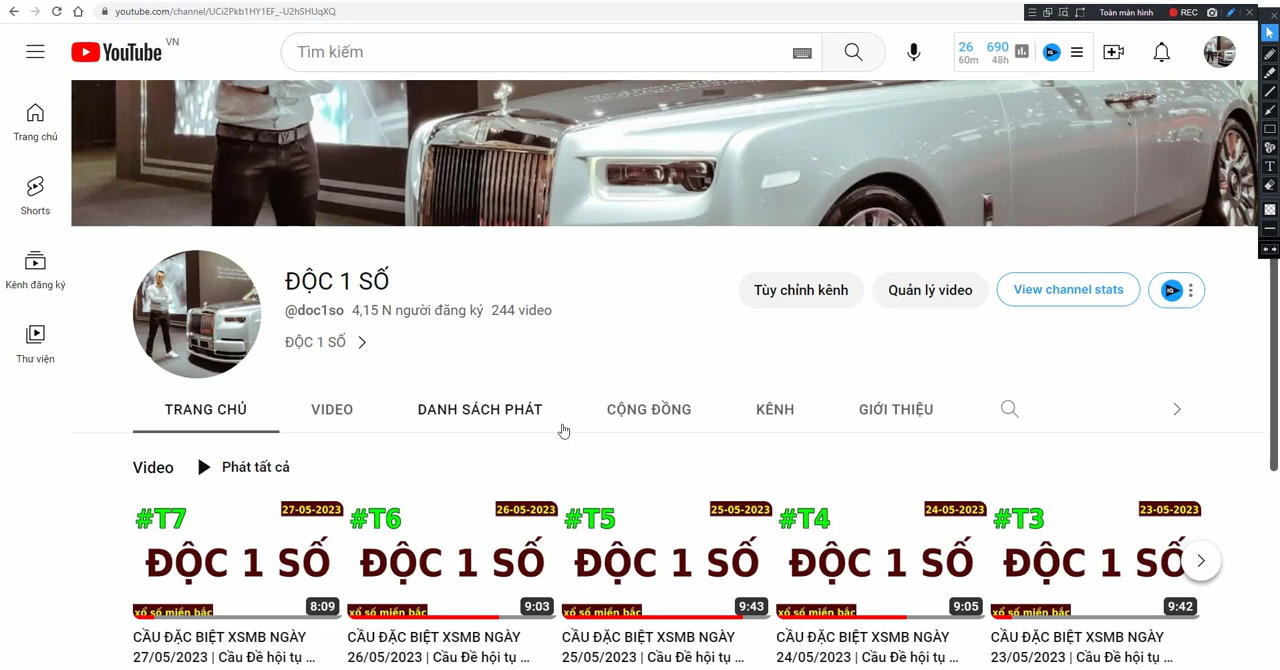 youtube.com/channel/UCi2Pkb1HY1EF_-U2hSHUqXQ
Toàn màn hình
REC
YouTube VN
Tìm kiếm
26 690
60m 48h
Trang chủ
Shorts
Kênh đăng ký
Thư viện
ĐỘC 1 SỐ
@doc1so 4,15 N người đăng ký 244 video
ĐỘC 1 SỐ
Tùy chỉnh kênh
Quản lý video
View channel stats
TRANG CHỦ
VIDEO
DANH SÁCH PHÁT
CỘNG ĐỒNG
KÊNH
GIỚI THIỆU
Video
Phát tất cả
#T7 27-05-2023
ĐỘC 1 SỐ
xổ số miền bắc 8:09
CẦU ĐẶC BIỆT XSMB NGÀY
27/05/2023 | Cầu Đề hội tụ ...
#T6 26-05-2023
ĐỘC 1 SỐ
xổ số miền bắc 9:03
CẦU ĐẶC BIỆT XSMB NGÀY
26/05/2023 | Cầu Đề hội tụ ...
#T5 25-05-2023
ĐỘC 1 SỐ
xổ số miền bắc 9:43
CẦU ĐẶC BIỆT XSMB NGÀY
25/05/2023 | Cầu Đề hội tụ ...
#T4 24-05-2023
ĐỘC 1 SỐ
xổ số miền bắc 9:05
CẦU ĐẶC BIỆT XSMB NGÀY
24/05/2023 | Cầu Đề hội tụ ...
#T3 23-05-2023
ĐỘC 1 SỐ
xổ số miền bắc 9:42
CẦU ĐẶC BIỆT XSMB NGÀY
23/05/2023 | Cầu Đề hội tụ ...